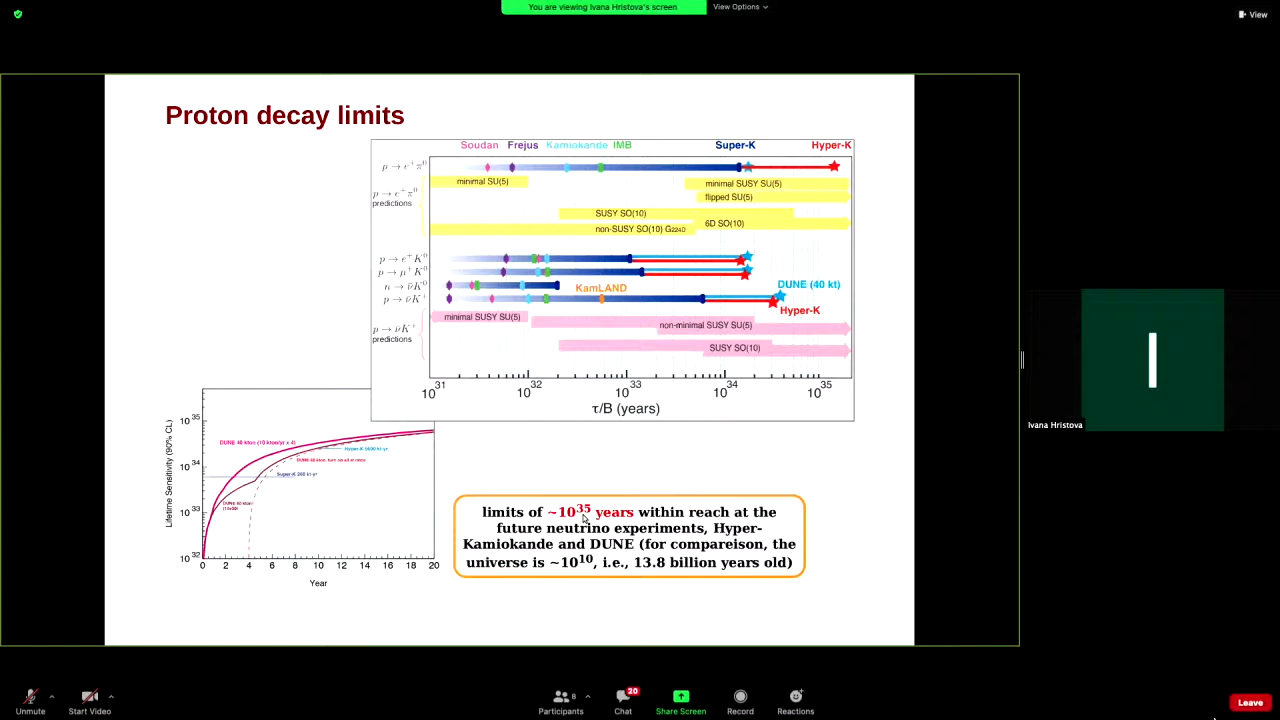 You are viewing Ivana Hristova's screen
View Options
View
Proton decay limits
Soudan Frejus Kamiokande IMB Super-K Hyper-K
p → e⁺π⁰
minimal SU(5)
minimal SUSY SU(5)
p → e⁺π⁰
predictions
flipped SU(5)
SUSY SO(10)
6D SO(10)
non-SUSY SO(10) G₂₂₄D
p → e⁺K⁰
p → μ⁺K⁰
n → ν̄K⁰
KamLAND
DUNE (40 kt)
p → ν̄K⁺
Hyper-K
minimal SUSY SU(5)
non-minimal SUSY SU(5)
p → ν̄K⁺
predictions
SUSY SO(10)
10³¹ 10³² 10³³ 10³⁴ 10³⁵
τ/B (years)
Lifetime Sensitivity (90% CL)
10³⁵
10³⁴
10³³
10³²
DUNE 40 kton (10 kton/yr x 4)
Super-K 260 kt-yr
0 2 4 6 8 10 12 14 16 18 20
Year
limits of ~10³⁵ years within reach at the
future neutrino experiments, Hyper-
Kamiokande and DUNE (for compareison, the
universe is ~10¹⁰, i.e., 13.8 billion years old)
I
Ivana Hristova
Unmute
Start Video
Participants
8
Chat
20
Share Screen
Record
Reactions
Leave